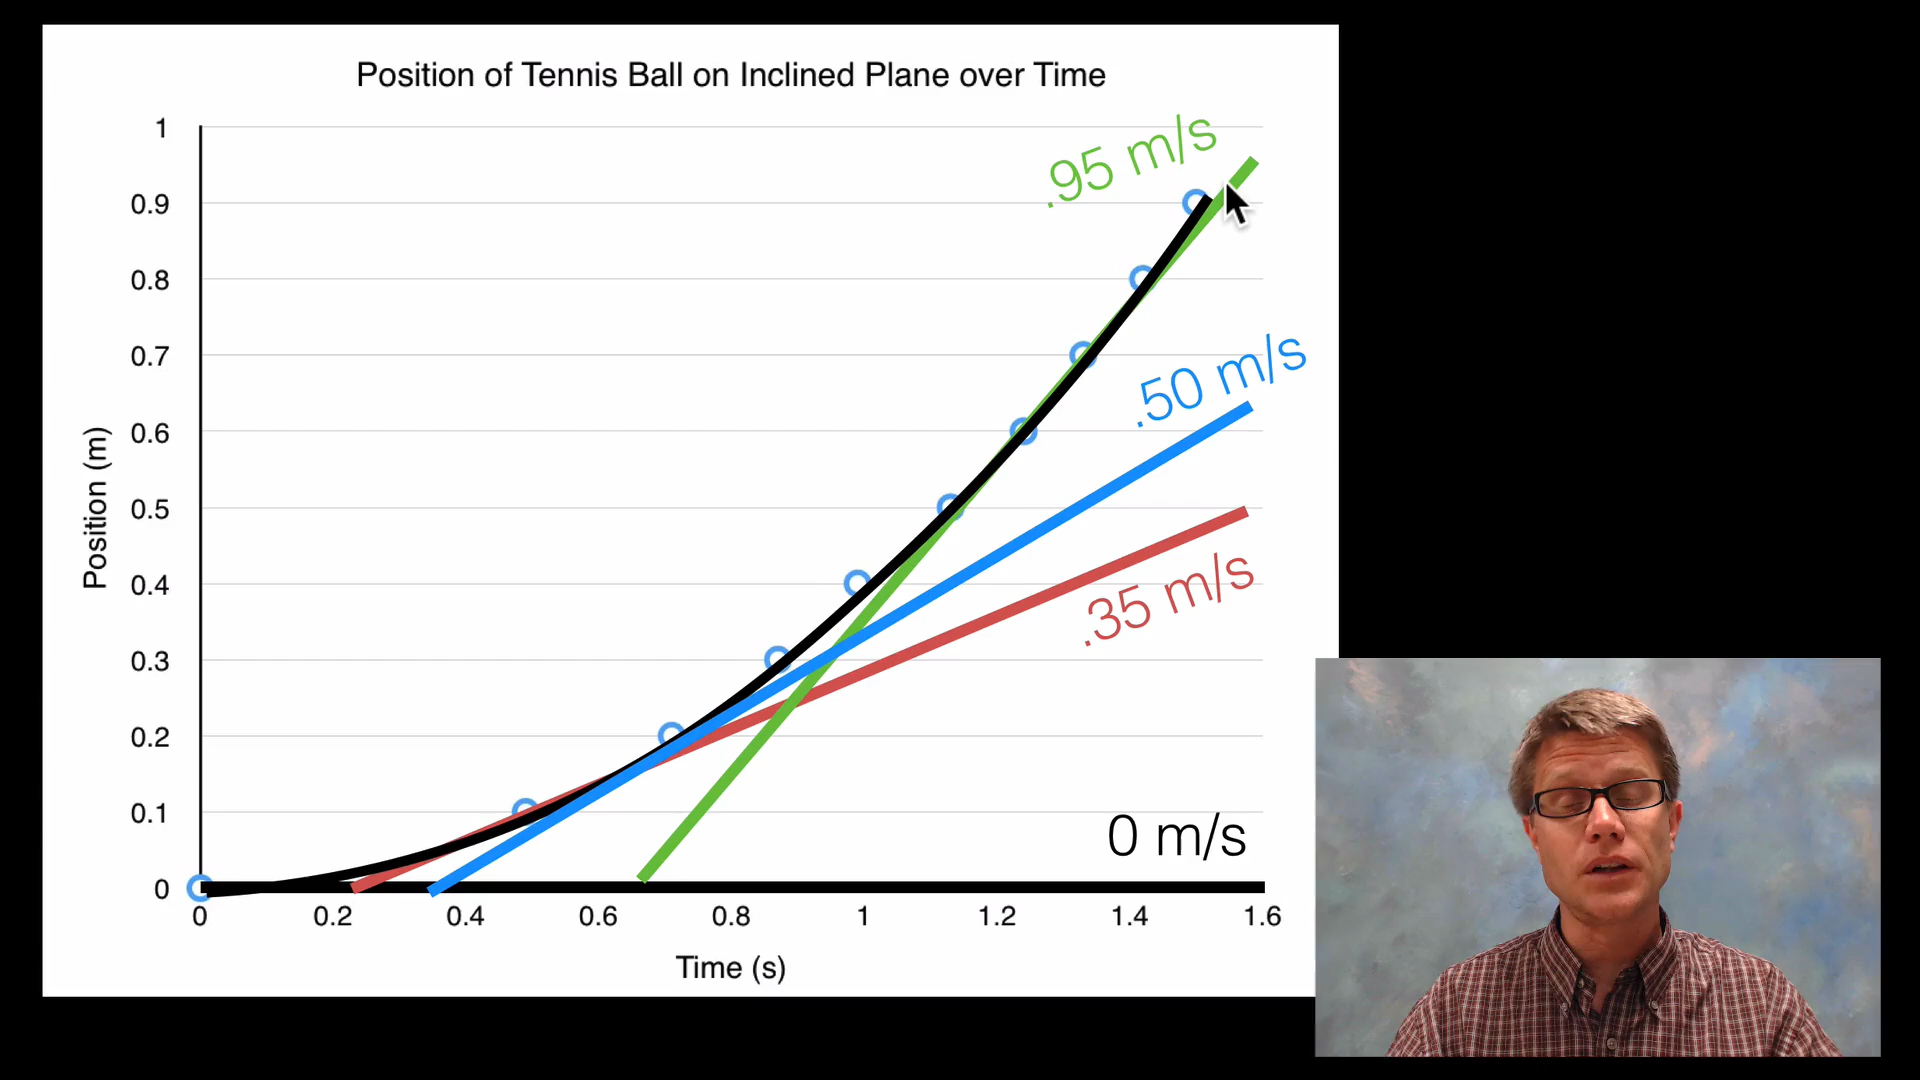 Position of Tennis Ball on Inclined Plane over Time
1
0.9
0.8
0.7
0.6
0.5
0.4
0.3
0.2
0.1
0
Position (m)
.95 m/s
.50 m/s
.35 m/s
0 m/s
0
0.2
0.4
0.6
0.8
1
1.2
1.4
1.6
Time (s)